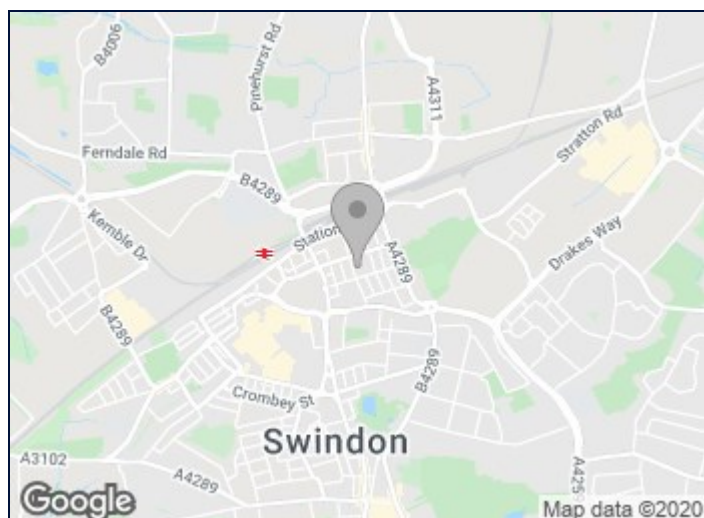 B4006
Pinehurst Rd
A4311
Stratton Rd
Ferndale Rd
B4289
Kemble Dr
Station
A4289
Drakes Way
B4289
B4289
Crombey St
Swindon
A3102
A4289
A425
Google
Map data ©2020